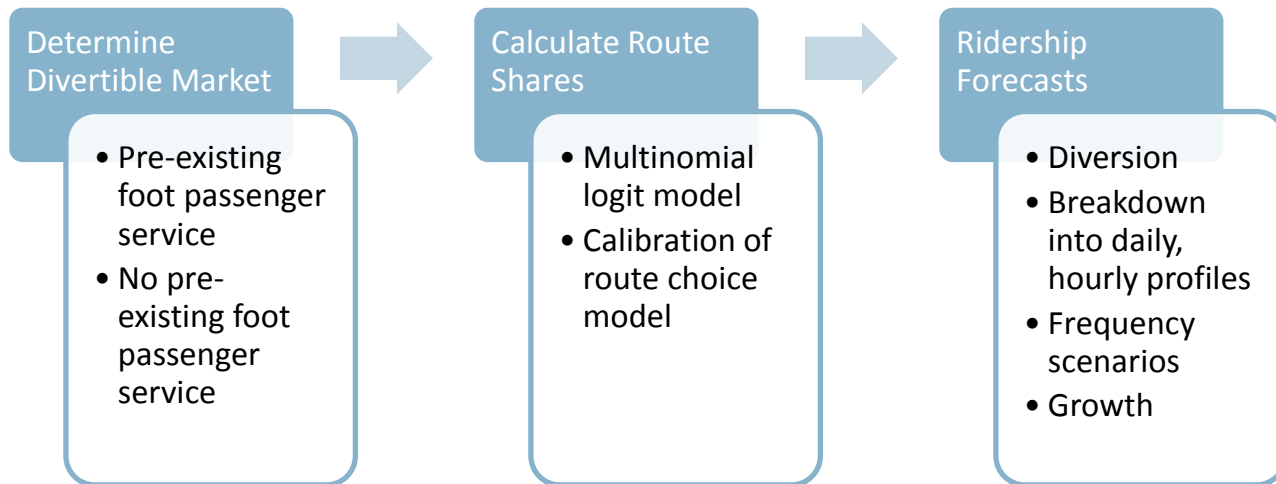 Determine
Divertible Market
• Pre-existing
foot passenger
service
• No pre-
existing foot
passenger
service
Calculate Route
Shares
• Multinomial
logit model
• Calibration of
route choice
model
Ridership
Forecasts
• Diversion
• Breakdown
into daily,
hourly profiles
• Frequency
scenarios
• Growth